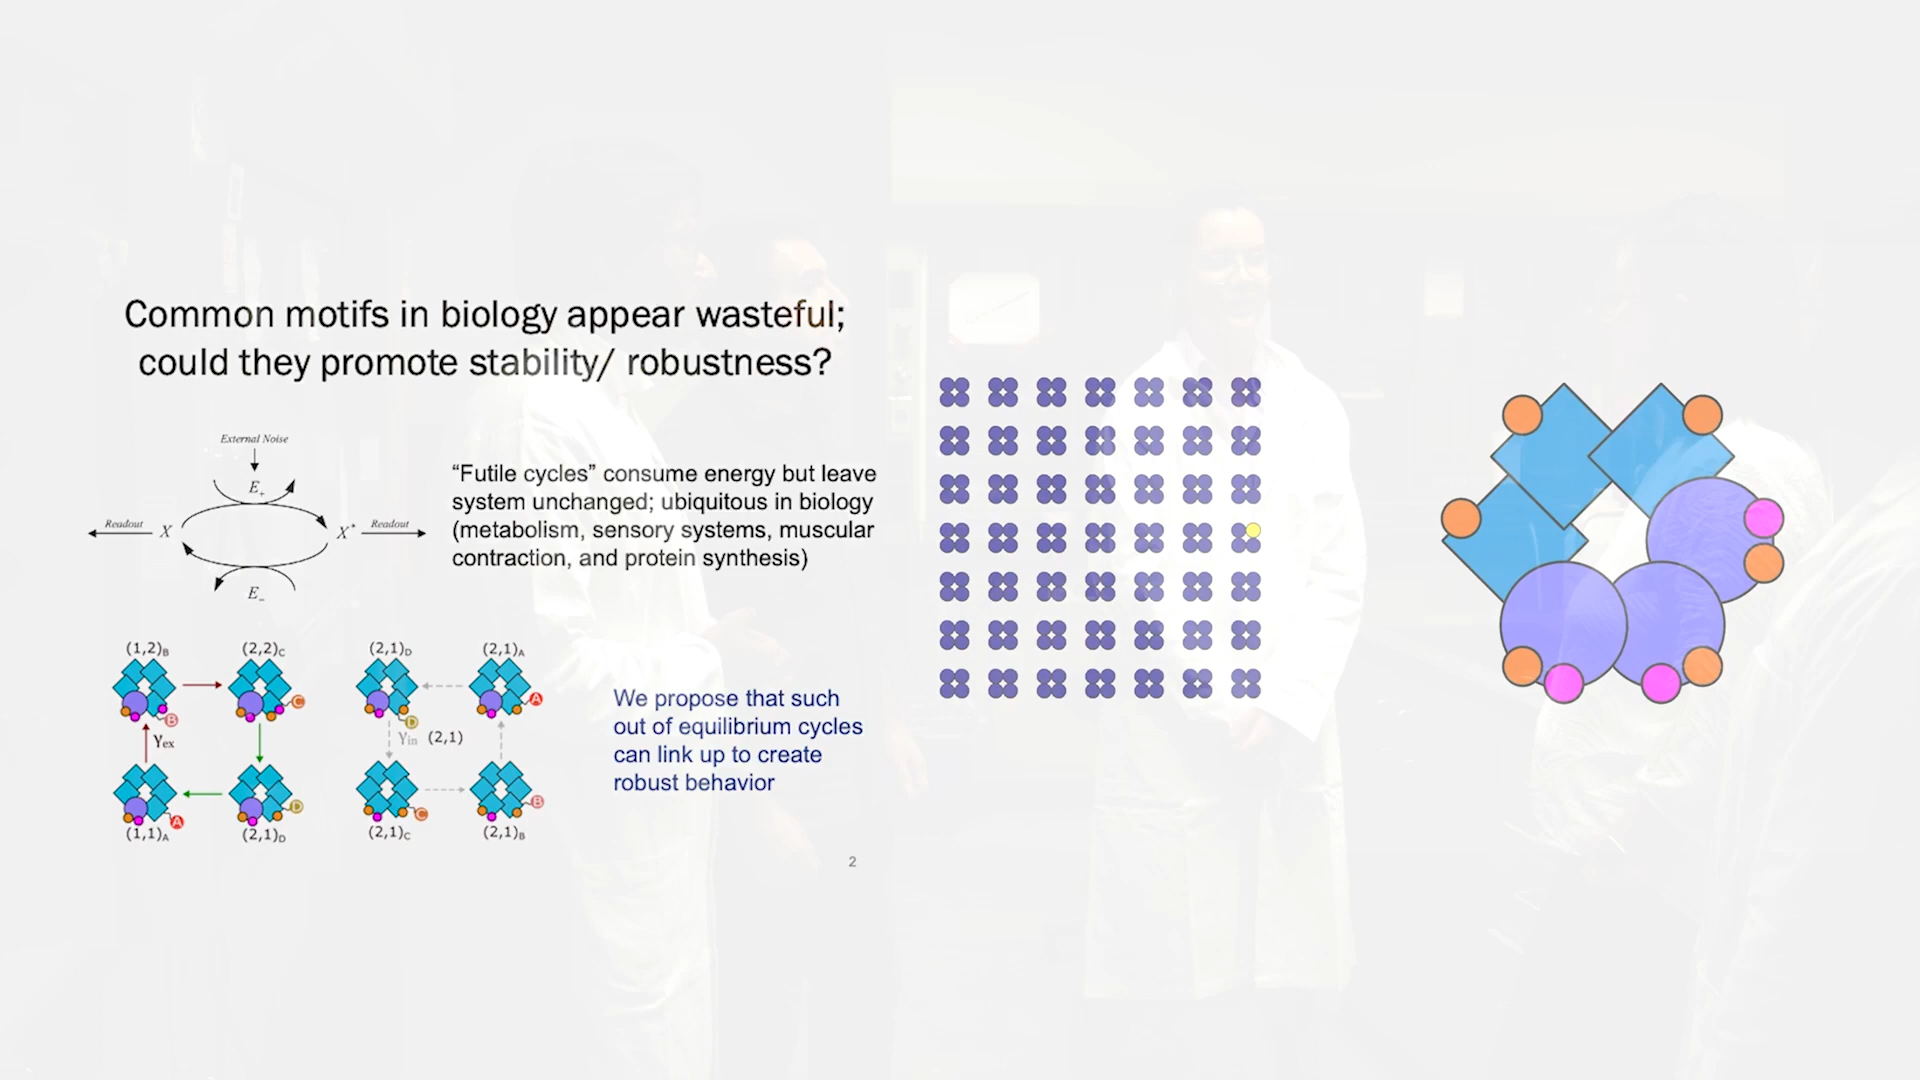 Common motifs in biology appear wasteful;
could they promote stability/ robustness?
External Noise
E+
Readout
X
X*
Readout
E-
“Futile cycles” consume energy but leave
system unchanged; ubiquitous in biology
(metabolism, sensory systems, muscular
contraction, and protein synthesis)
(1,2)B
(2,2)C
(2,1)D
(2,1)A
C
A
B
D
γex
γin
(2,1)
D
B
A
C
(1,1)A
(2,1)D
(2,1)C
(2,1)B
We propose that such
out of equilibrium cycles
can link up to create
robust behavior
2